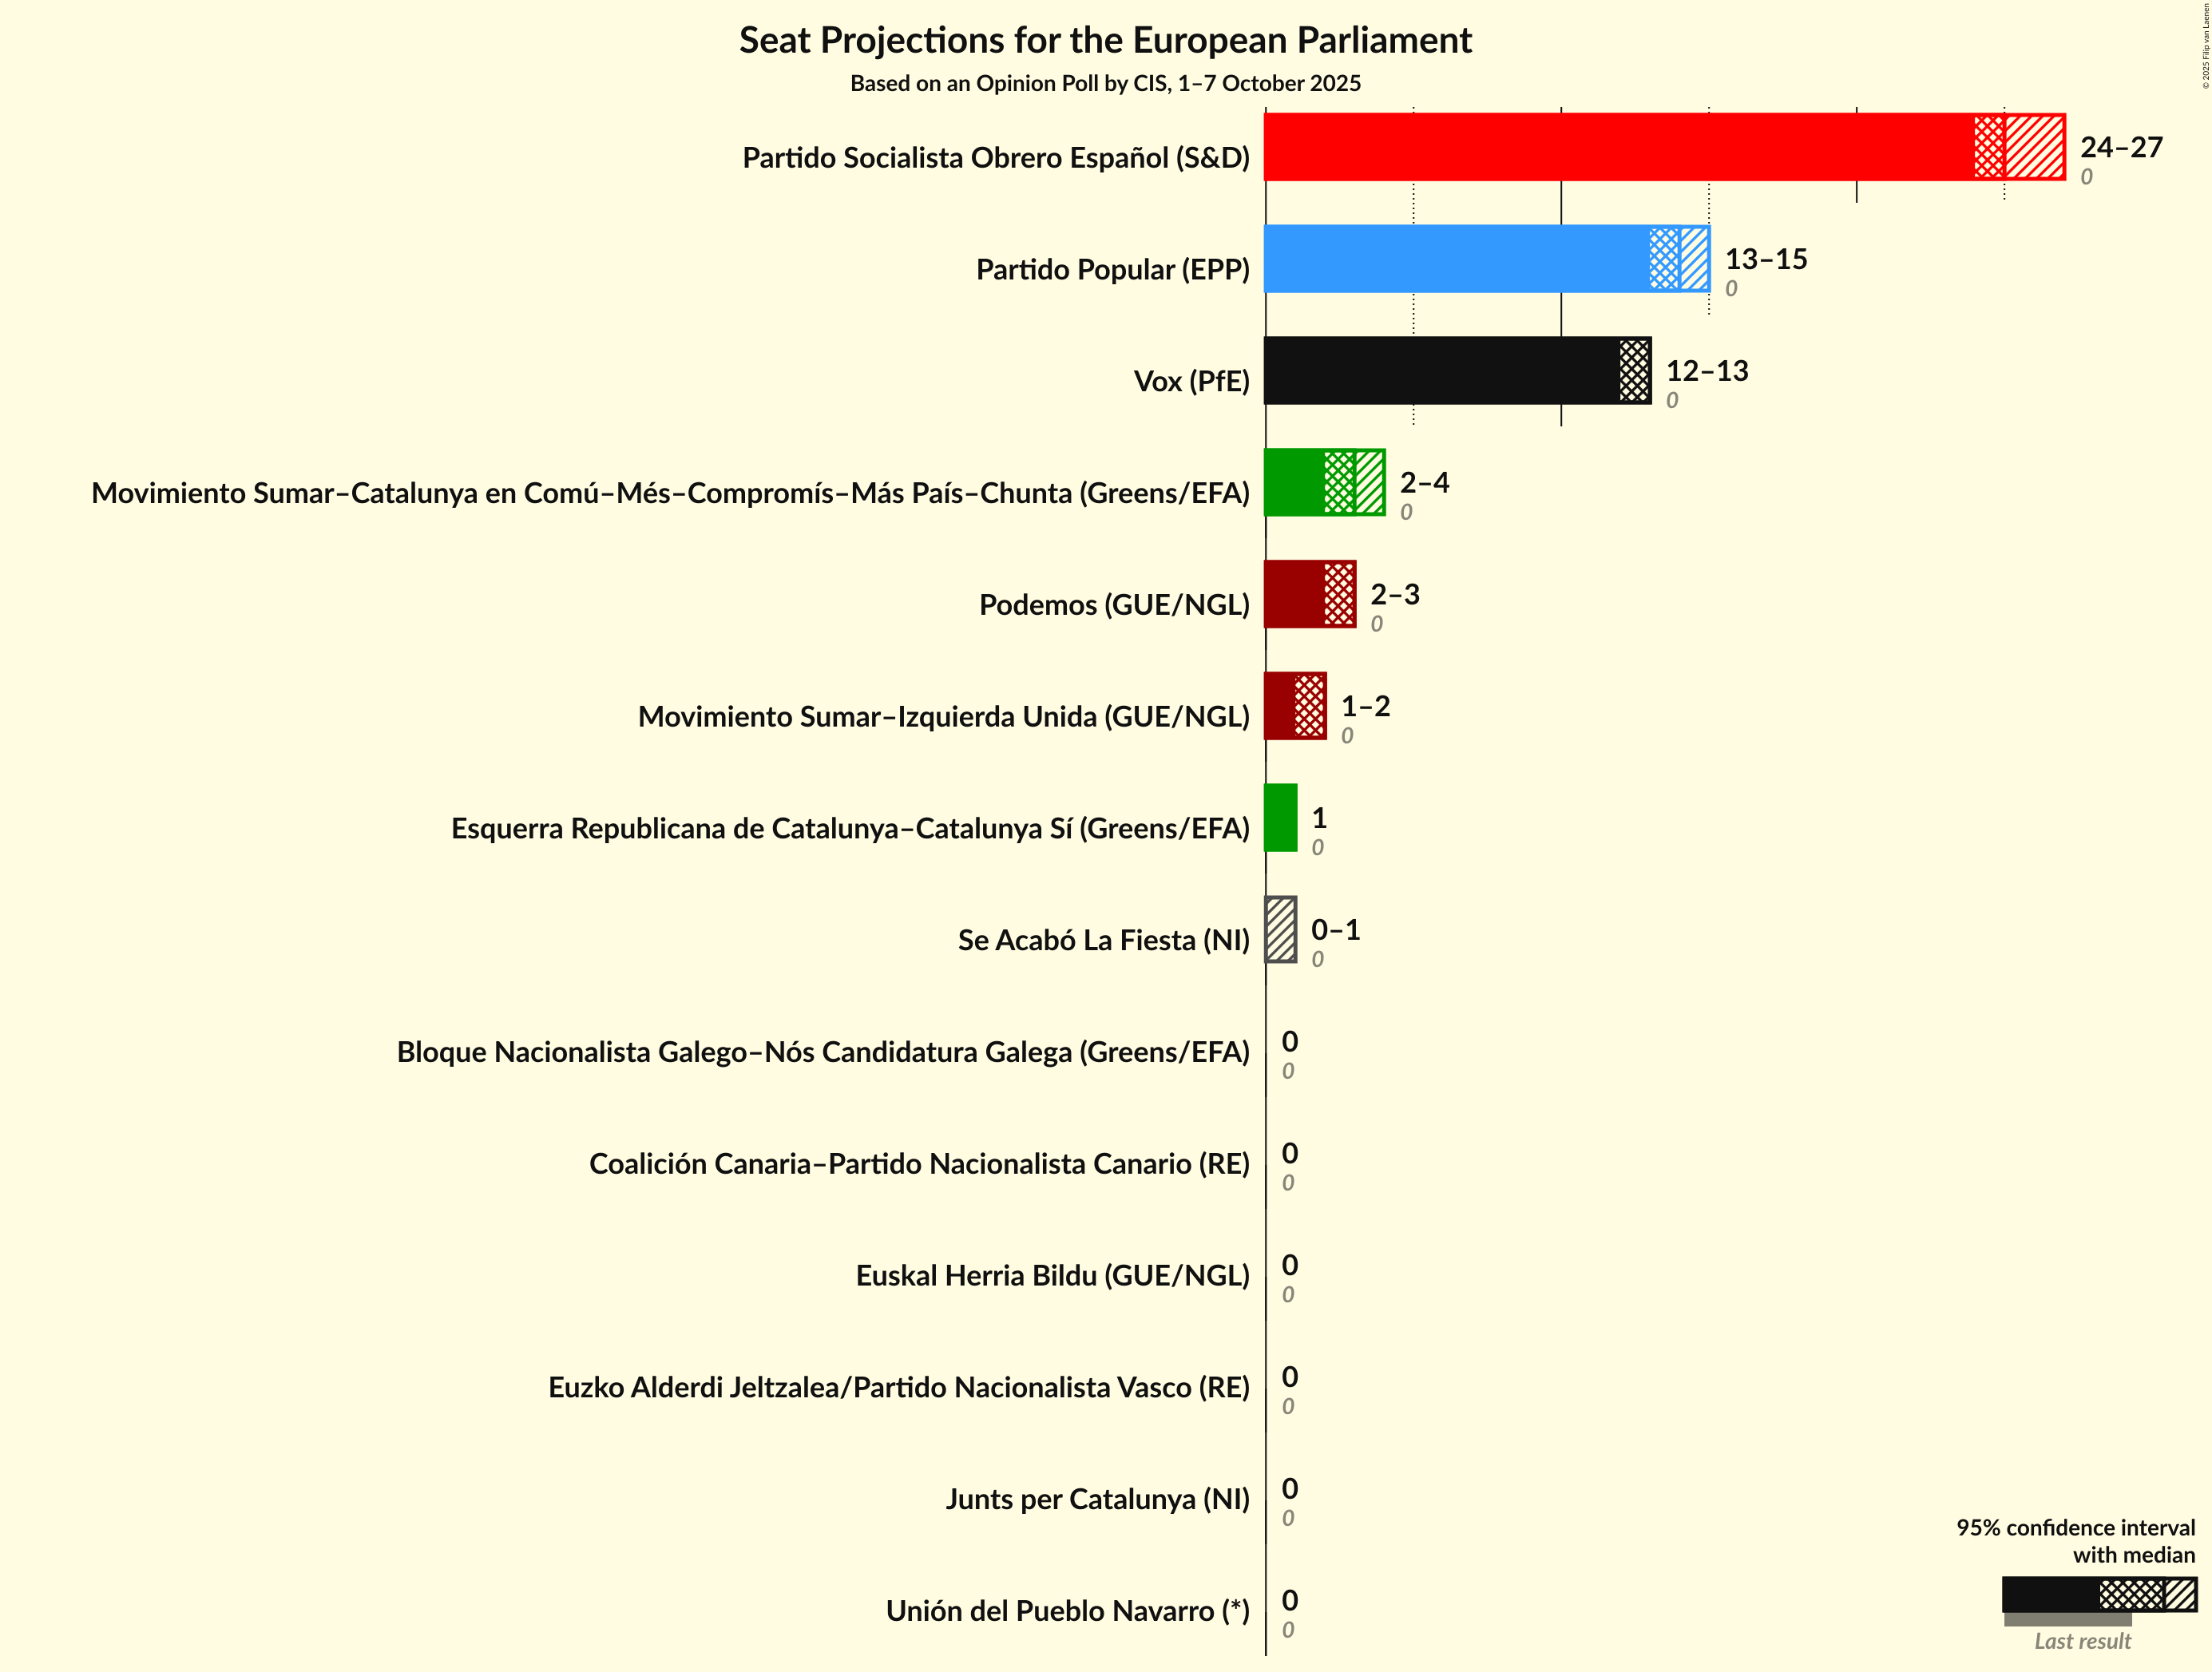 Seat Projections for the European Parliament
Based on an Opinion Poll by CIS, 1–7 October 2025
© 2025 Filip van Laenen
Partido Socialista Obrero Español (S&D)
24–27
0
Partido Popular (EPP)
13–15
0
Vox (PfE)
12–13
0
Movimiento Sumar–Catalunya en Comú–Més–Compromís–Más País–Chunta (Greens/EFA)
2–4
0
Podemos (GUE/NGL)
2–3
0
Movimiento Sumar–Izquierda Unida (GUE/NGL)
1–2
0
Esquerra Republicana de Catalunya–Catalunya Sí (Greens/EFA)
1
0
Se Acabó La Fiesta (NI)
0–1
0
Bloque Nacionalista Galego–Nós Candidatura Galega (Greens/EFA)
0
0
Coalición Canaria–Partido Nacionalista Canario (RE)
0
0
Euskal Herria Bildu (GUE/NGL)
0
0
Euzko Alderdi Jeltzalea/Partido Nacionalista Vasco (RE)
0
0
Junts per Catalunya (NI)
0
0
Unión del Pueblo Navarro (*)
0
0
95% confidence interval
with median
Last result